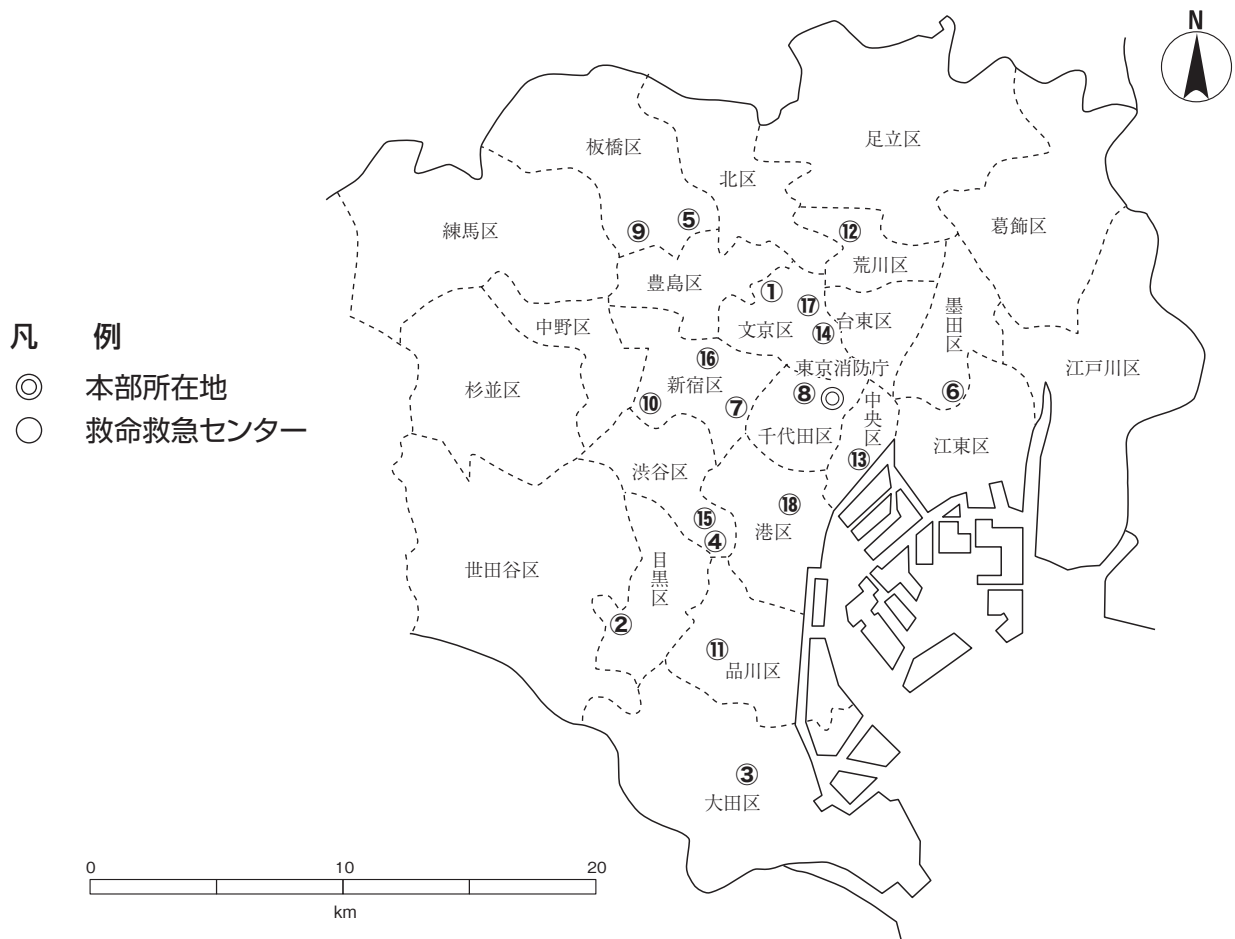 N
足立区
板橋区
北区
葛飾区
練馬区
⑨
⑤
⑫
荒川区
豊島区
①
⑰
墨田区
中野区
文京区
⑭
台東区
凡 例
◎ 本部所在地
○ 救命救急センター
杉並区
⑯
新宿区
東京消防庁
江戸川区
⑩
⑦
⑧
◎
中央区
⑥
千代田区
江東区
渋谷区
⑬
⑮
④
⑱
港区
世田谷区
目黒区
②
⑪
品川区
③
大田区
0 10 20
km